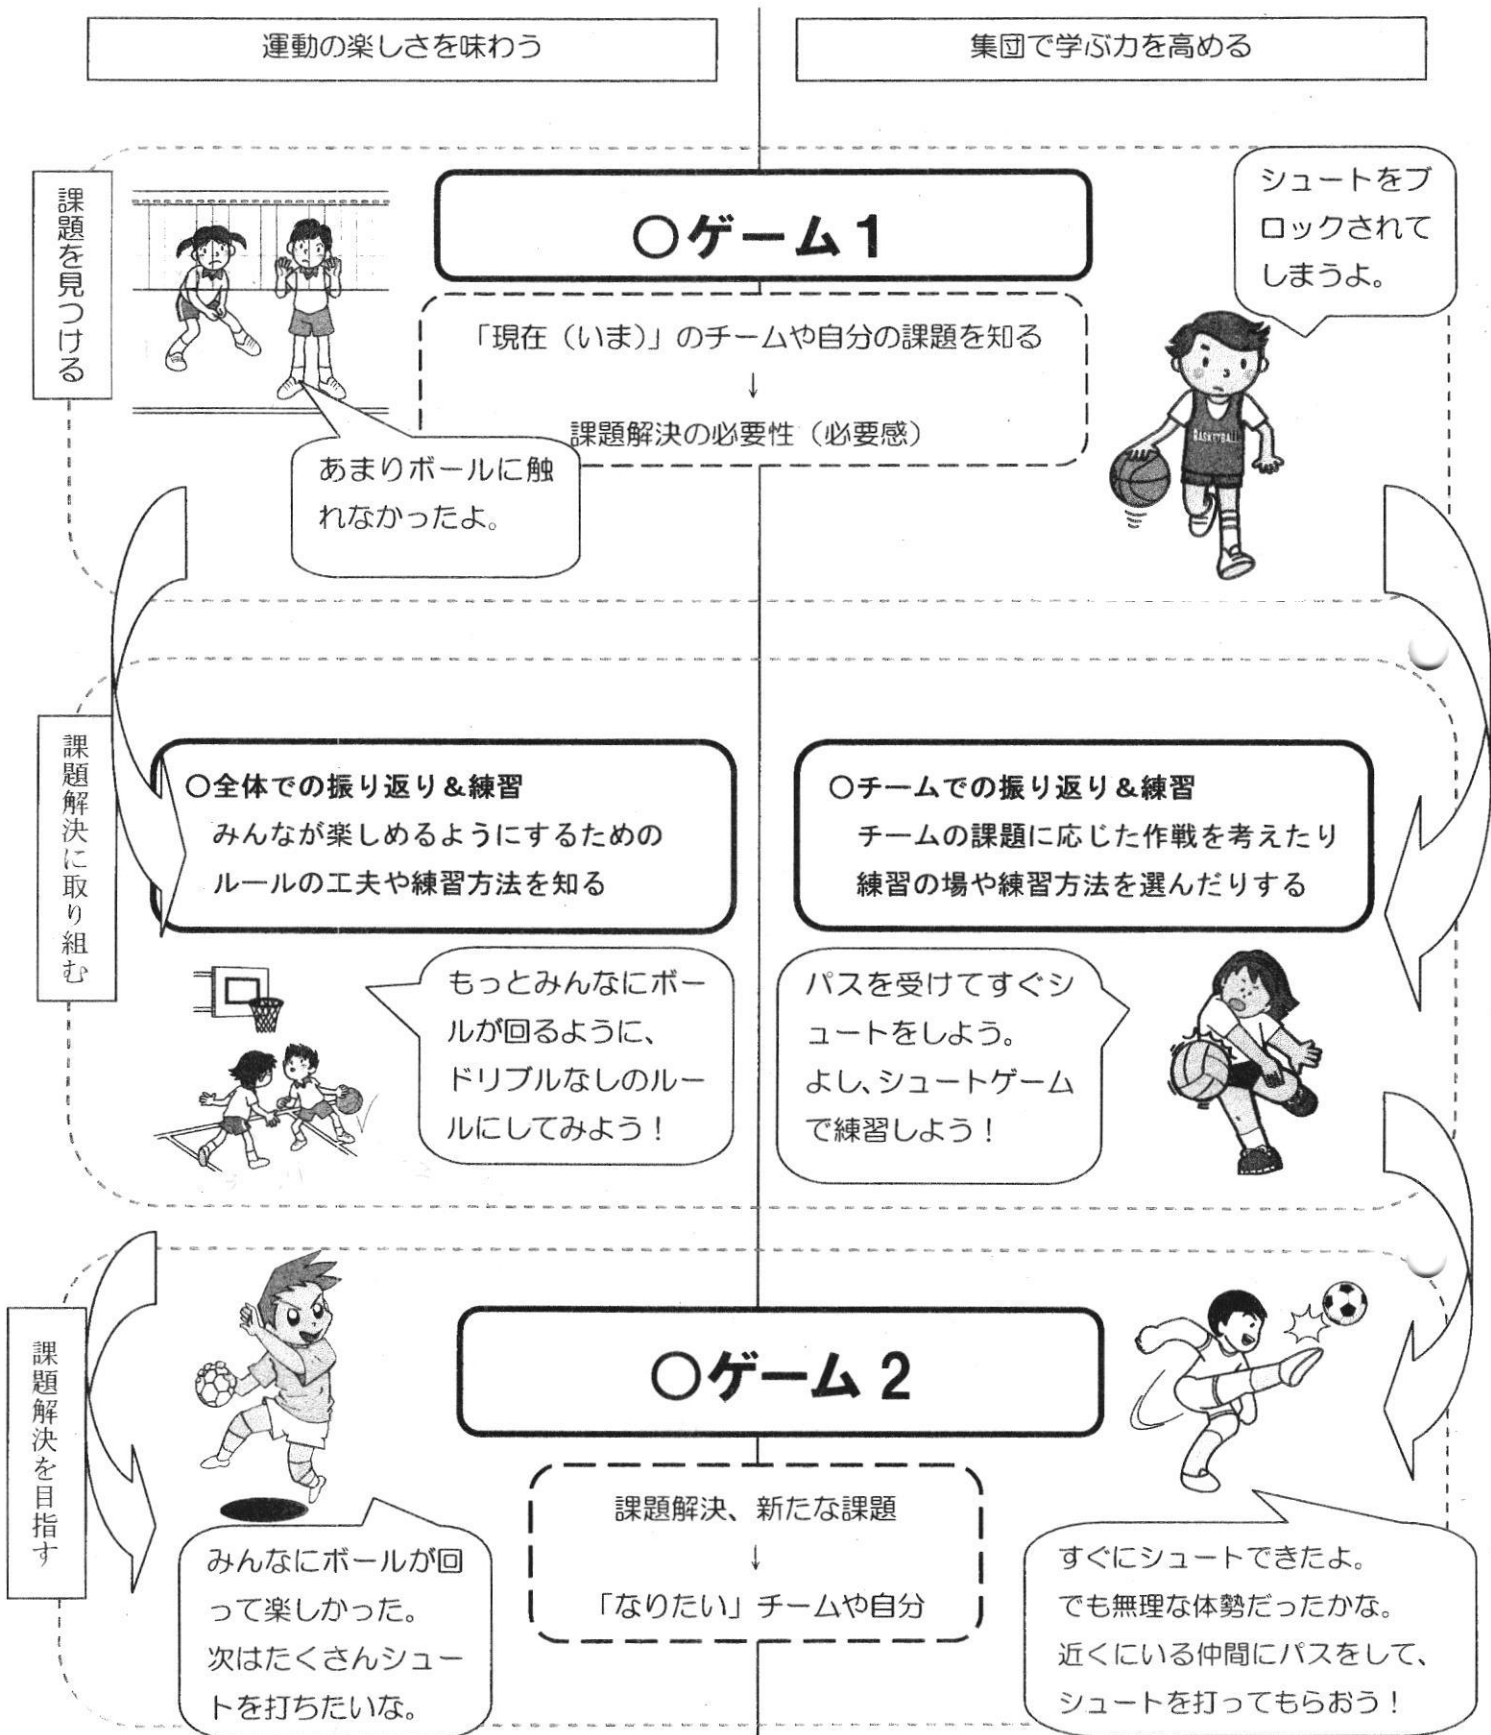 運動の楽しさを味わう
集団で学ぶ力を高める
課題を見つける
○ゲーム1
シュートをブ
ロックされて
しまうよ。
「現在（いま）」のチームや自分の課題を知る
↓
課題解決の必要性（必要感）
BASKETBALL
あまりボールに触
れなかったよ。
課題解決に取り組む
○全体での振り返り＆練習
みんなが楽しめるようにするための
ルールの工夫や練習方法を知る
○チームでの振り返り＆練習
チームの課題に応じた作戦を考えたり
練習の場や練習方法を選んだりする
もっとみんなにボー
ルが回るように、
ドリブルなしのルー
ルにしてみよう！
パスを受けてすぐシ
ュートをしよう。
よし、シュートゲーム
で練習しよう！
課題解決を目指す
○ゲーム2
課題解決、新たな課題
↓
「なりたい」チームや自分
みんなにボールが回
って楽しかった。
次はたくさんシュー
トを打ちたいな。
すぐにシュートできたよ。
でも無理な体勢だったかな。
近くにいる仲間にパスをして、
シュートを打ってもらおう！